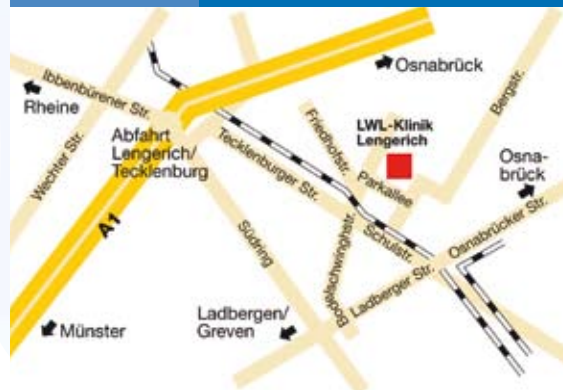 Osnabrück
Ibbenbürener Str.
Rheine
Wechter Str.
Abfahrt
Lengerich/
Tecklenburg
A1
Tecklenburger Str.
Friedhofstr.
LWL-Klinik
Lengerich
Parkallee
Bergstr.
Osna-
brück
Südring
Schulstr.
Osnabrücker Str.
Bodelschwinghstr.
Ladberger Str.
Ladbergen/
Greven
Münster